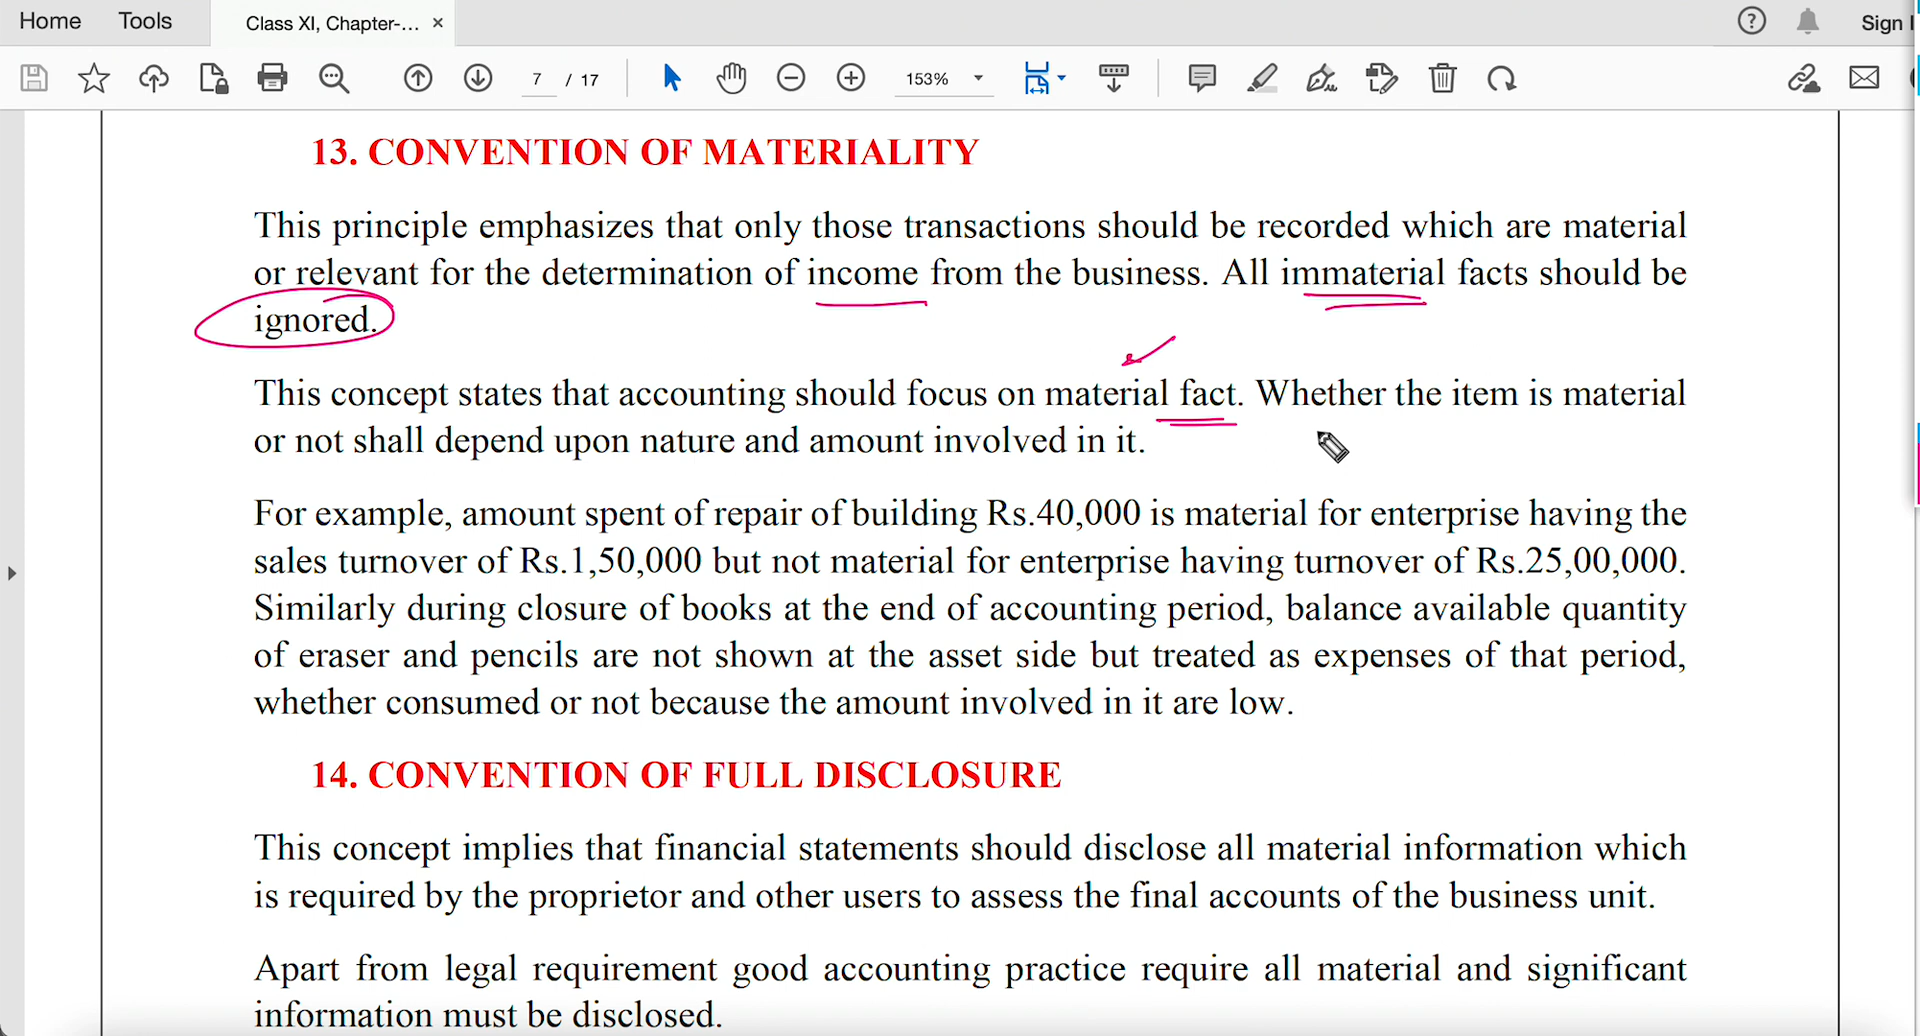 Home Tools Class XI, Chapter-... × Sign I
7 / 17 153%
13. CONVENTION OF MATERIALITY
This principle emphasizes that only those transactions should be recorded which are material
or relevant for the determination of income from the business. All immaterial facts should be
ignored.
This concept states that accounting should focus on material fact. Whether the item is material
or not shall depend upon nature and amount involved in it.
For example, amount spent of repair of building Rs.40,000 is material for enterprise having the
sales turnover of Rs.1,50,000 but not material for enterprise having turnover of Rs.25,00,000.
Similarly during closure of books at the end of accounting period, balance available quantity
of eraser and pencils are not shown at the asset side but treated as expenses of that period,
whether consumed or not because the amount involved in it are low.
14. CONVENTION OF FULL DISCLOSURE
This concept implies that financial statements should disclose all material information which
is required by the proprietor and other users to assess the final accounts of the business unit.
Apart from legal requirement good accounting practice require all material and significant
information must be disclosed.